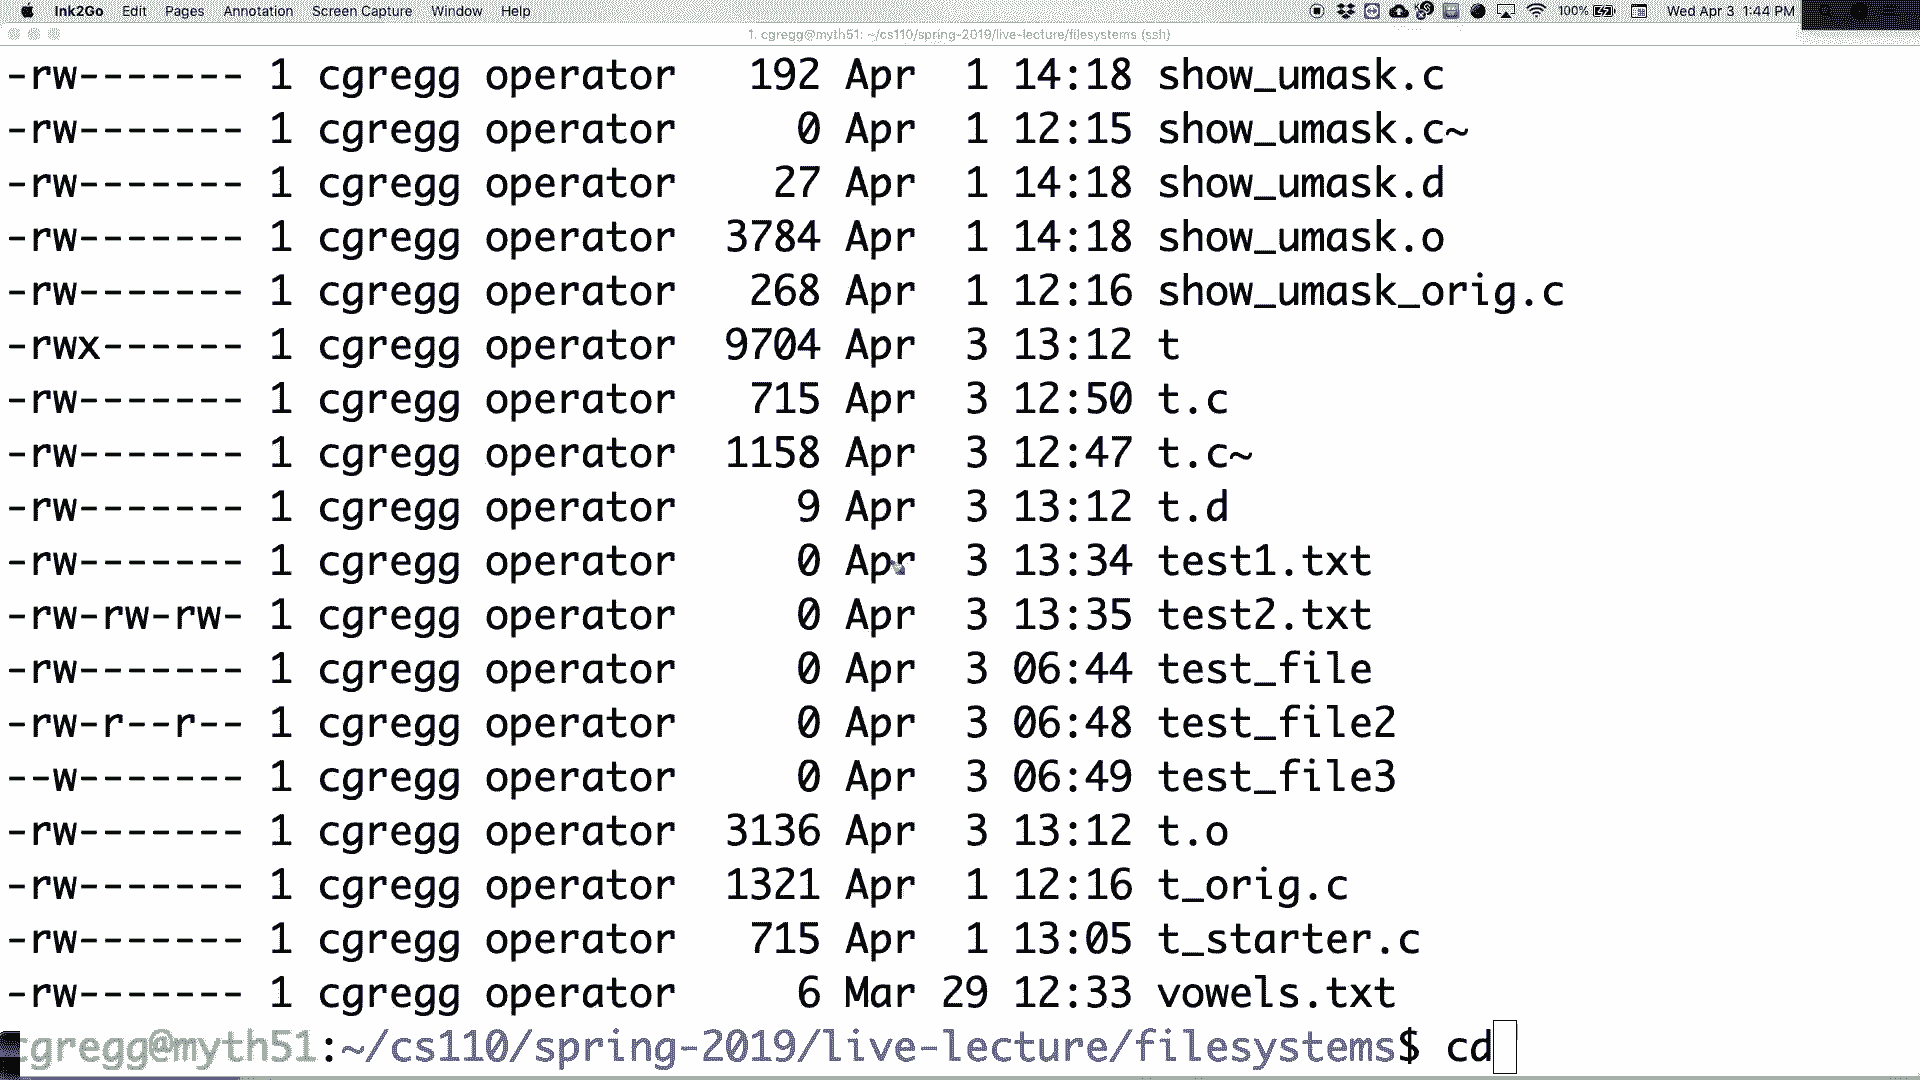 Ink2Go Edit Pages Annotation Screen Capture Window Help 100% Wed Apr 3 1:44 PM
1. cgregg@myth51: ~/cs110/spring-2019/live-lecture/filesystems (ssh)
-rw------- 1 cgregg operator 192 Apr 1 14:18 show_umask.c
-rw------- 1 cgregg operator 0 Apr 1 12:15 show_umask.c~
-rw------- 1 cgregg operator 27 Apr 1 14:18 show_umask.d
-rw------- 1 cgregg operator 3784 Apr 1 14:18 show_umask.o
-rw------- 1 cgregg operator 268 Apr 1 12:16 show_umask_orig.c
-rwx------ 1 cgregg operator 9704 Apr 3 13:12 t
-rw------- 1 cgregg operator 715 Apr 3 12:50 t.c
-rw------- 1 cgregg operator 1158 Apr 3 12:47 t.c~
-rw------- 1 cgregg operator 9 Apr 3 13:12 t.d
-rw------- 1 cgregg operator 0 Apr 3 13:34 test1.txt
-rw-rw-rw- 1 cgregg operator 0 Apr 3 13:35 test2.txt
-rw------- 1 cgregg operator 0 Apr 3 06:44 test_file
-rw-r--r-- 1 cgregg operator 0 Apr 3 06:48 test_file2
--w------- 1 cgregg operator 0 Apr 3 06:49 test_file3
-rw------- 1 cgregg operator 3136 Apr 3 13:12 t.o
-rw------- 1 cgregg operator 1321 Apr 1 12:16 t_orig.c
-rw------- 1 cgregg operator 715 Apr 1 13:05 t_starter.c
-rw------- 1 cgregg operator 6 Mar 29 12:33 vowels.txt
cgregg@myth51:~/cs110/spring-2019/live-lecture/filesystems$ cd